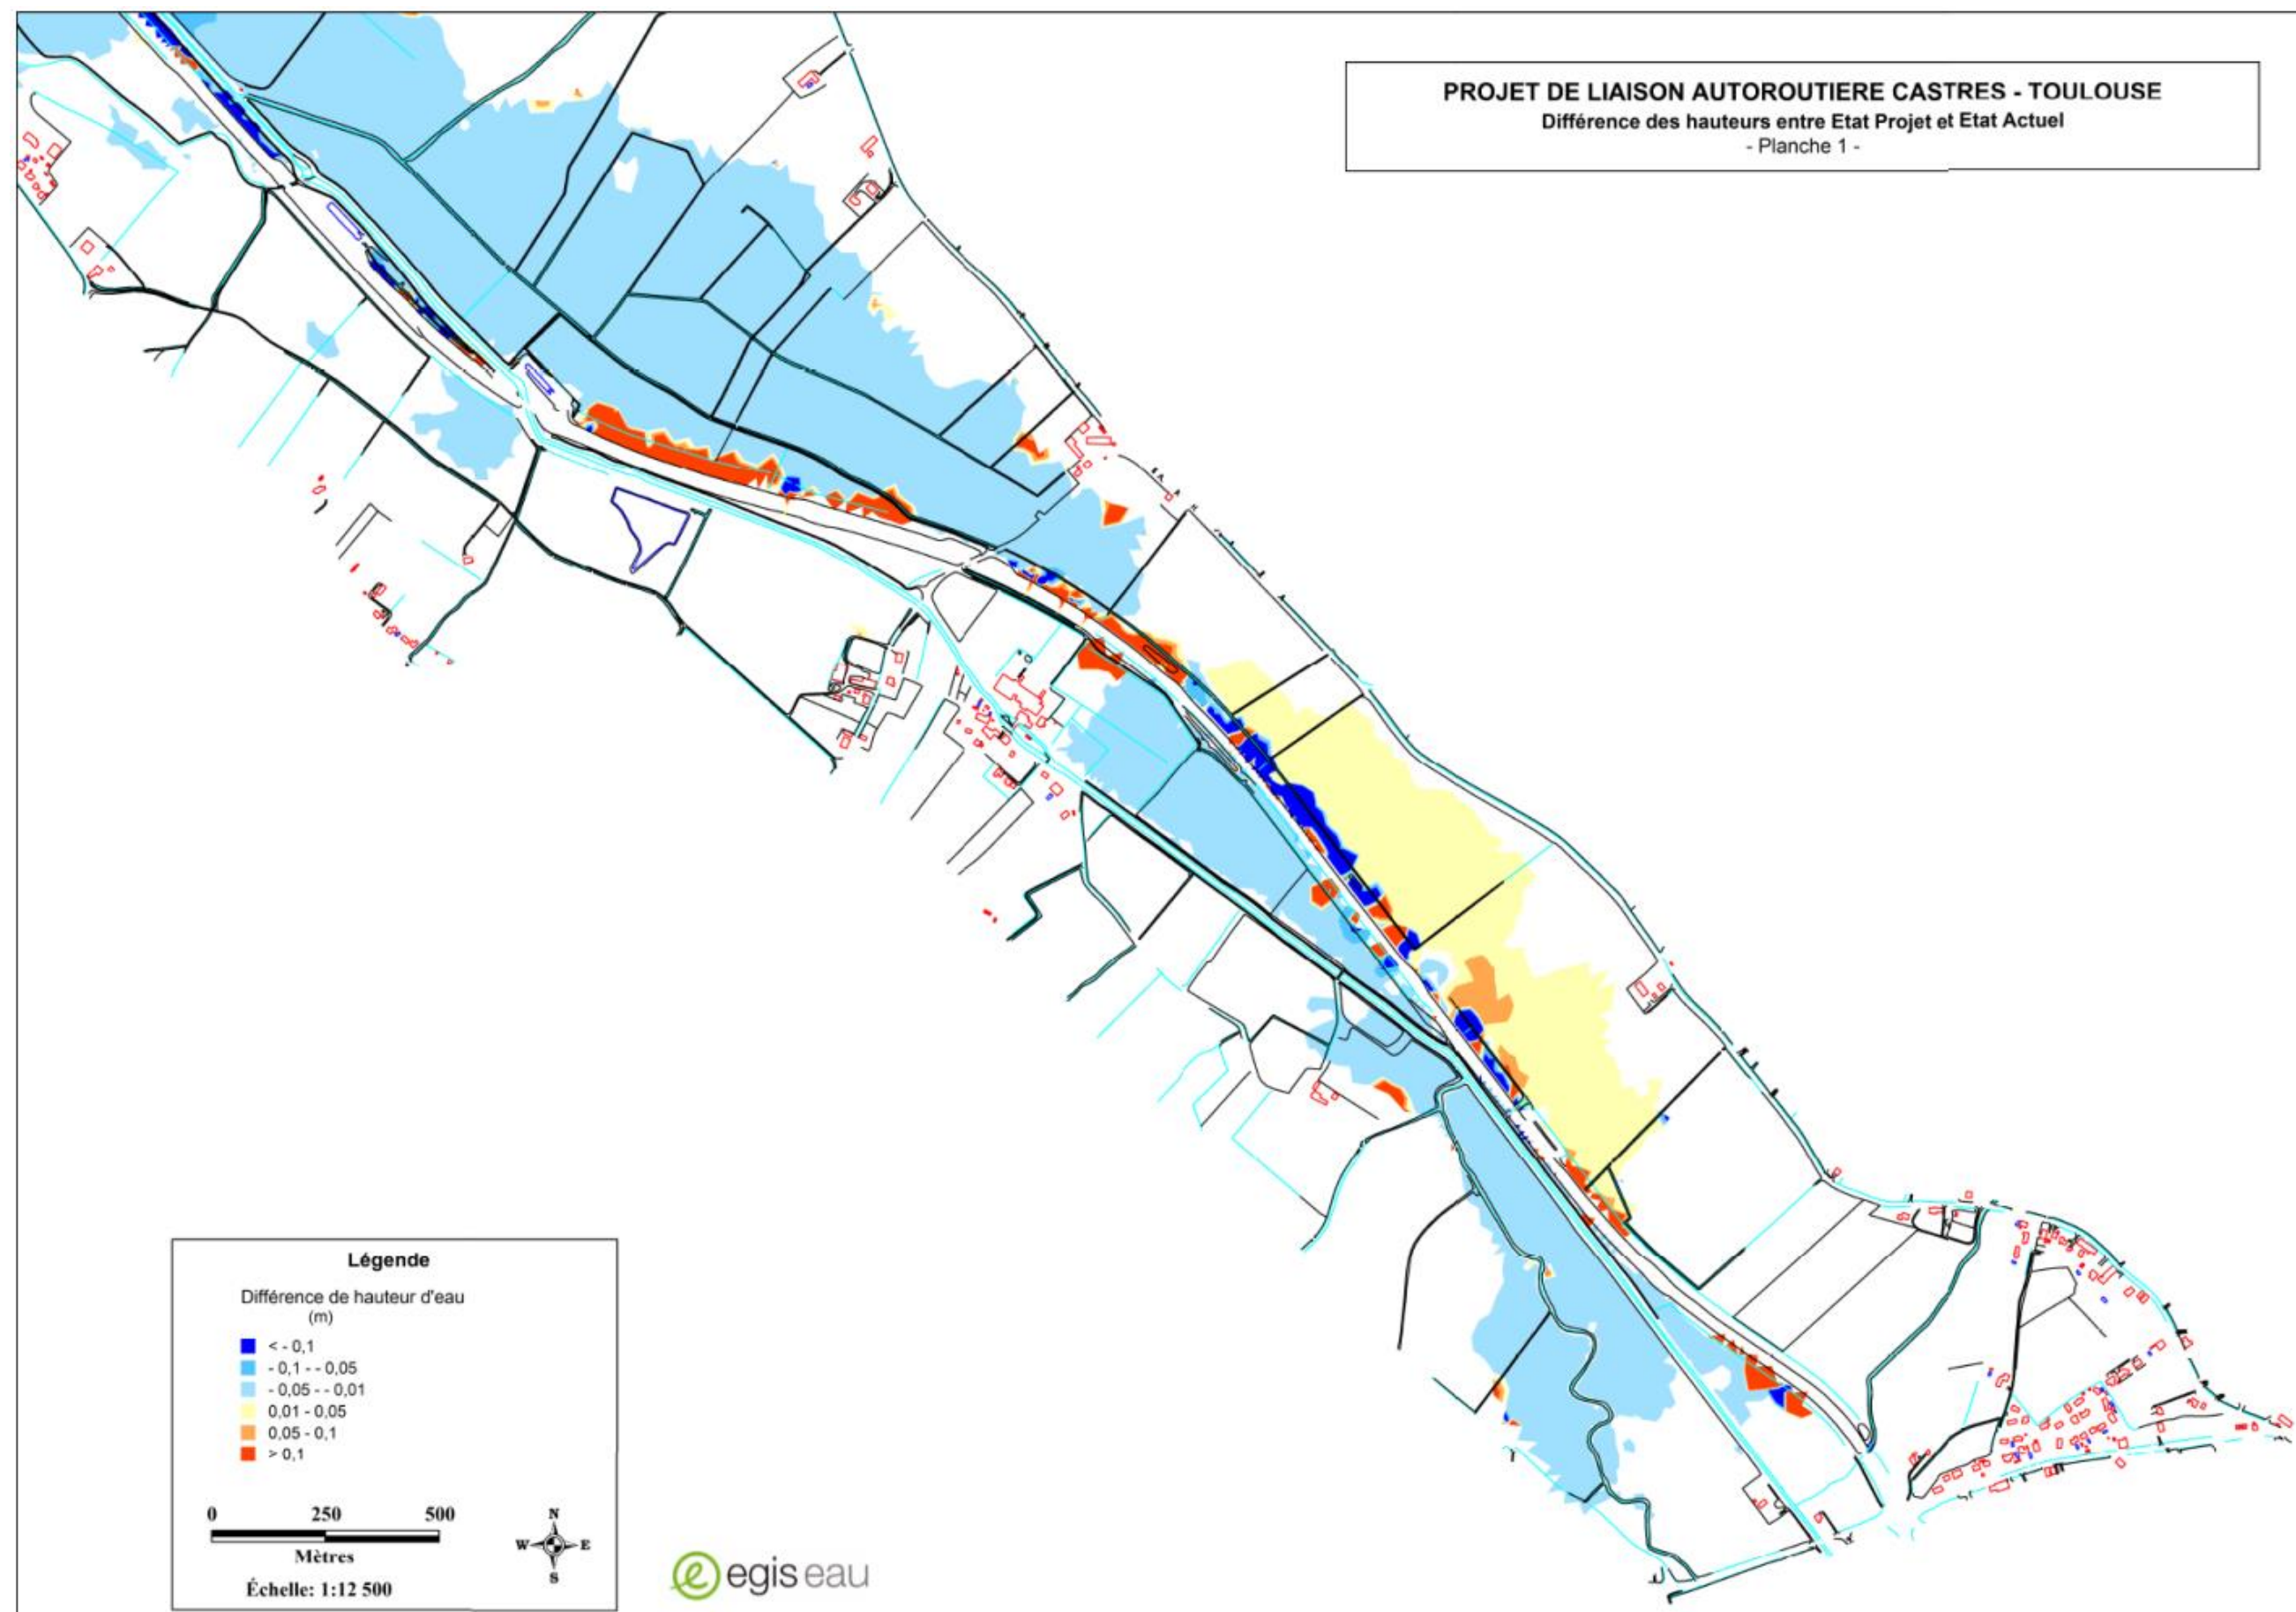 PROJET DE LIAISON AUTOROUTIERE CASTRES - TOULOUSE
Différence des hauteurs entre Etat Projet et Etat Actuel
- Planche 1 -
Légende
Différence de hauteur d'eau
(m)
< - 0,1
- 0,1 - - 0,05
- 0,05 - - 0,01
0,01 - 0,05
0,05 - 0,1
> 0,1
0 250 500
Mètres
Échelle: 1:12 500
N
W E
S
egis eau